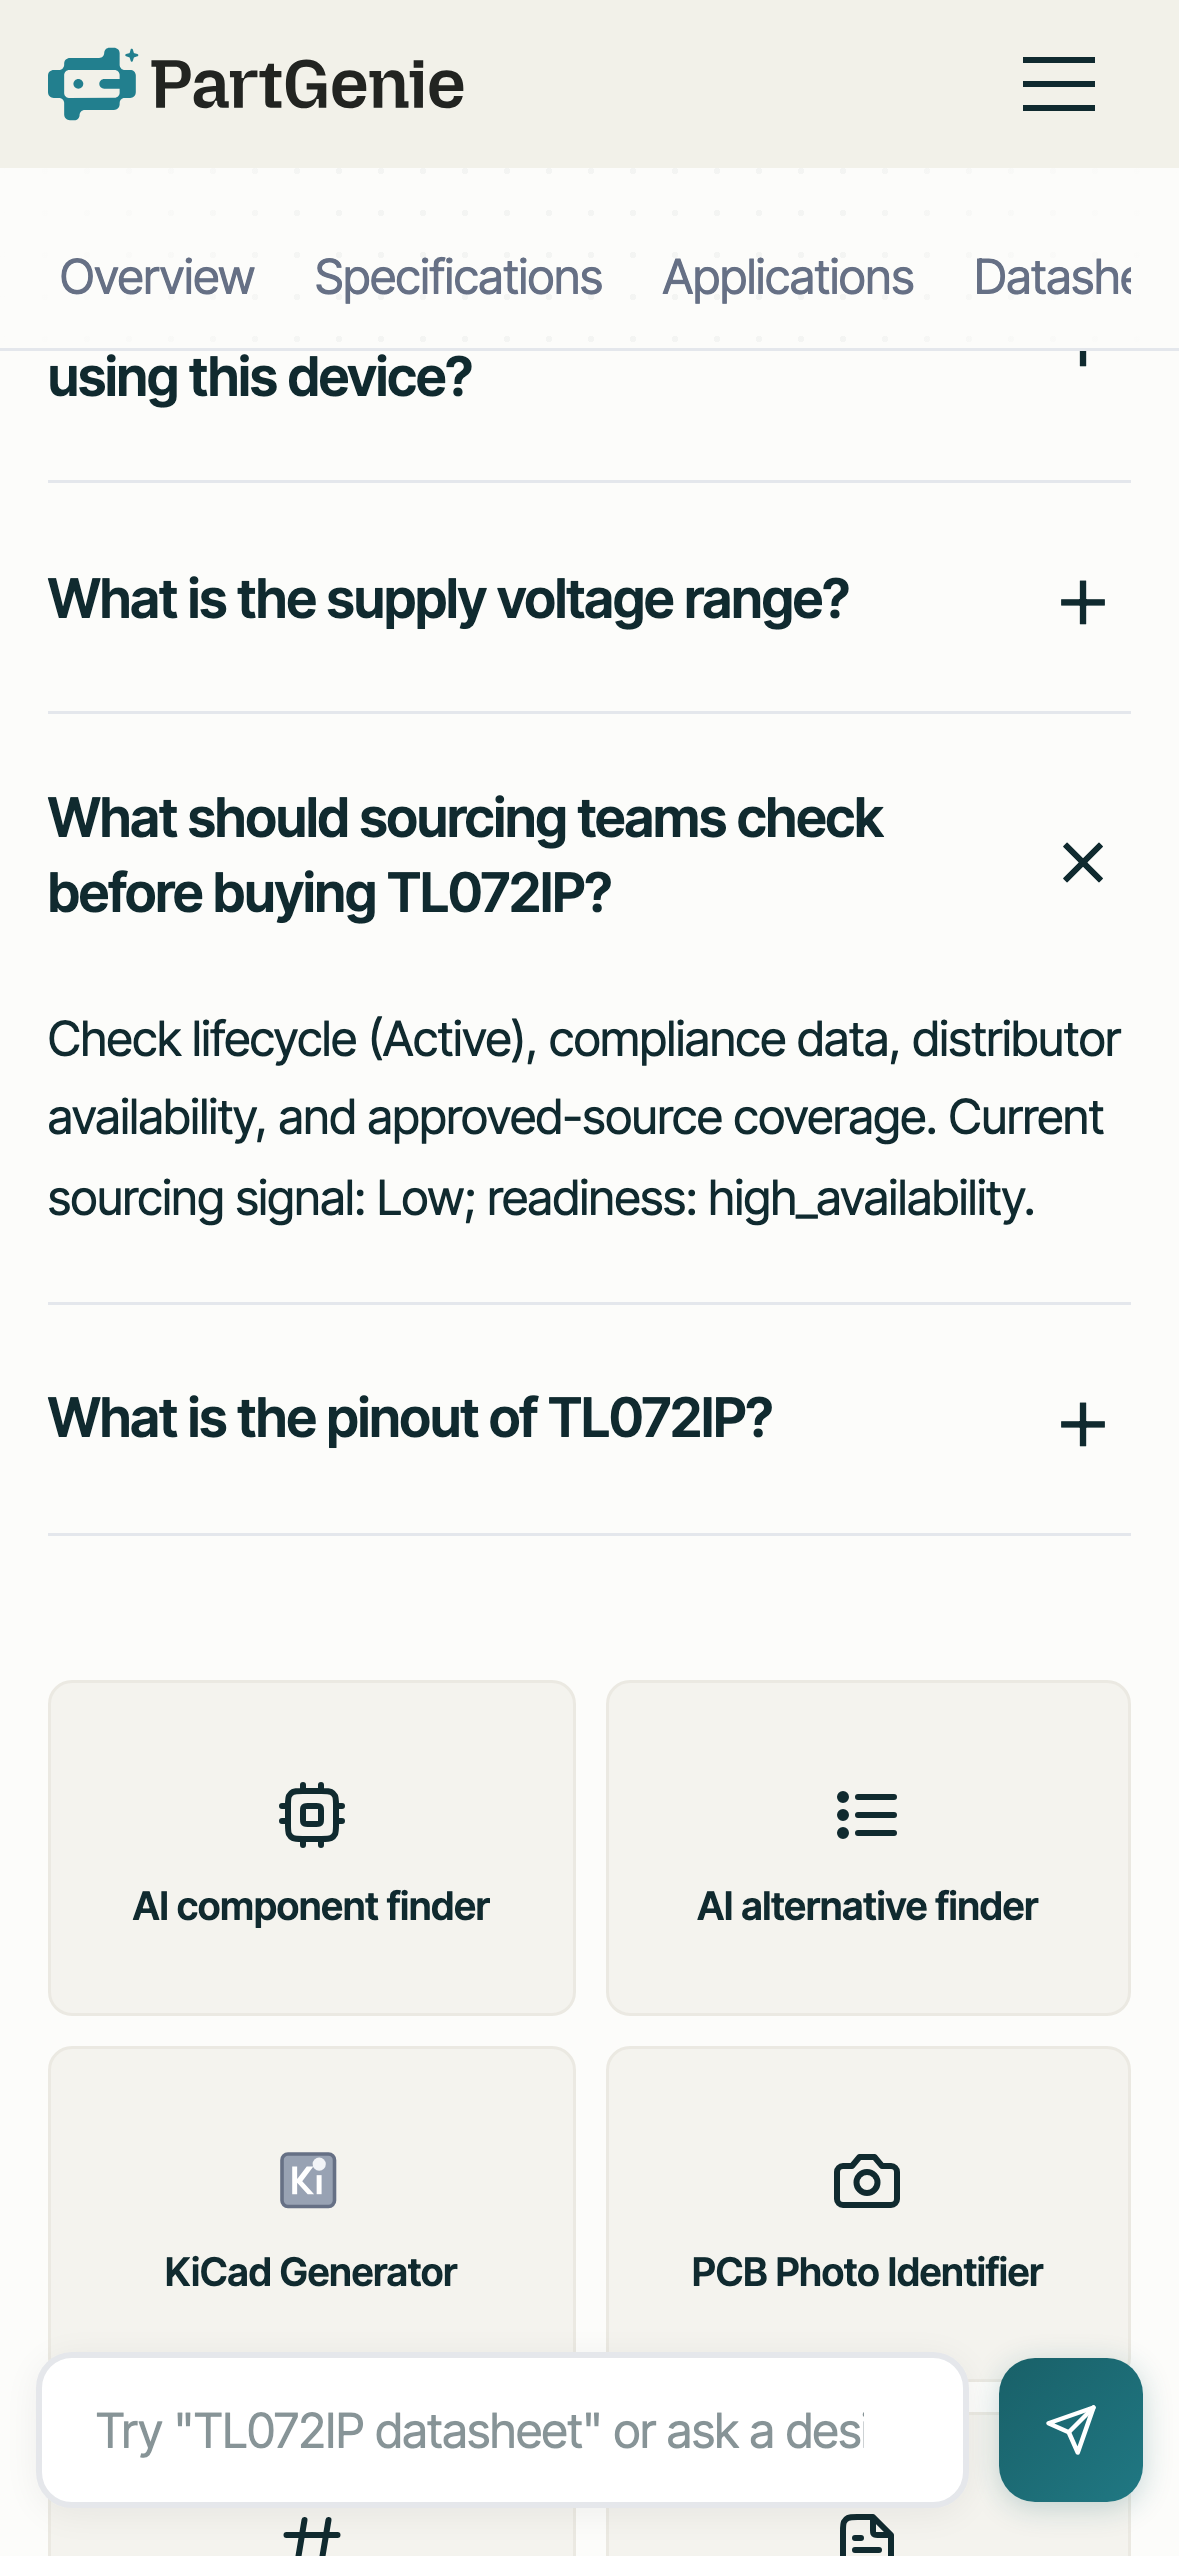 PartGenie
Overview Specifications Applications Datashe
using this device?
What is the supply voltage range?
What should sourcing teams check
before buying TL072IP?
Check lifecycle (Active), compliance data, distributor
availability, and approved-source coverage. Current
sourcing signal: Low; readiness: high_availability.
What is the pinout of TL072IP?
AI component finder
AI alternative finder
Ki
KiCad Generator
PCB Photo Identifier
Try "TL072IP datasheet" or ask a desi